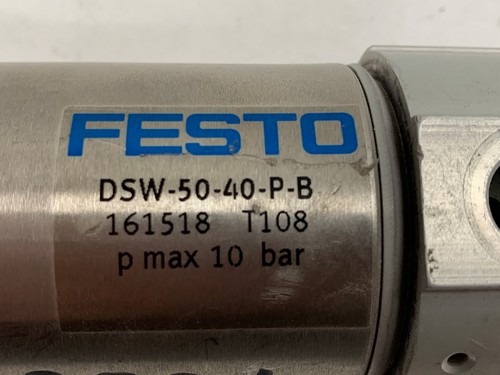 FESTO
DSW-50-40-P-B
161518 T108
p max 10 bar